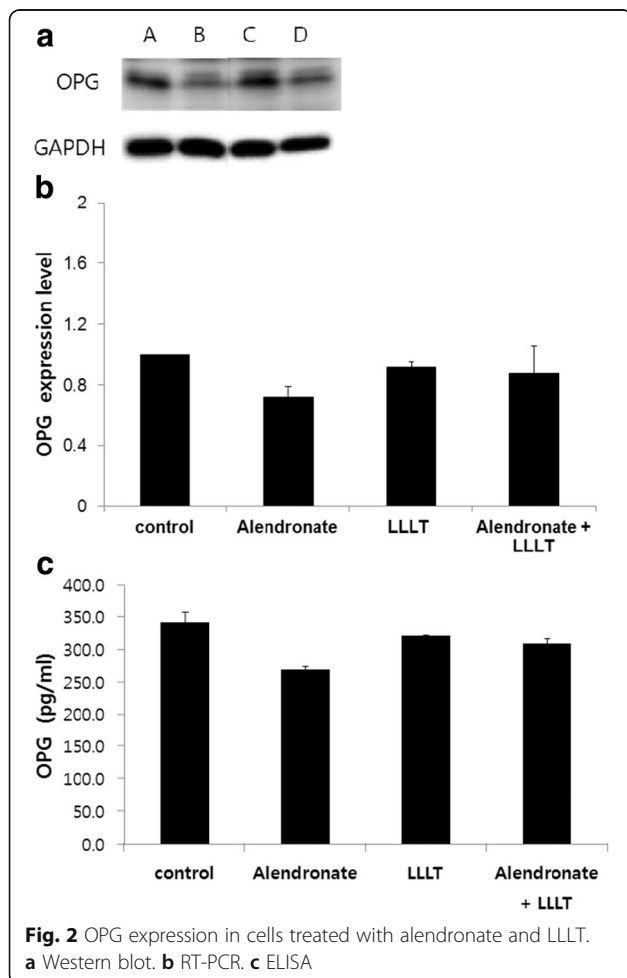 a
A B C D
OPG
GAPDH
b
OPG expression level
2
1.6
1.2
0.8
0.4
0
control Alendronate LLLT Alendronate +
LLLT
c
OPG (pg/ml)
400.0
350.0
300.0
250.0
200.0
150.0
100.0
50.0
0.0
control Alendronate LLLT Alendronate
+ LLLT
Fig. 2 OPG expression in cells treated with alendronate and LLLT.
a Western blot. b RT-PCR. c ELISA